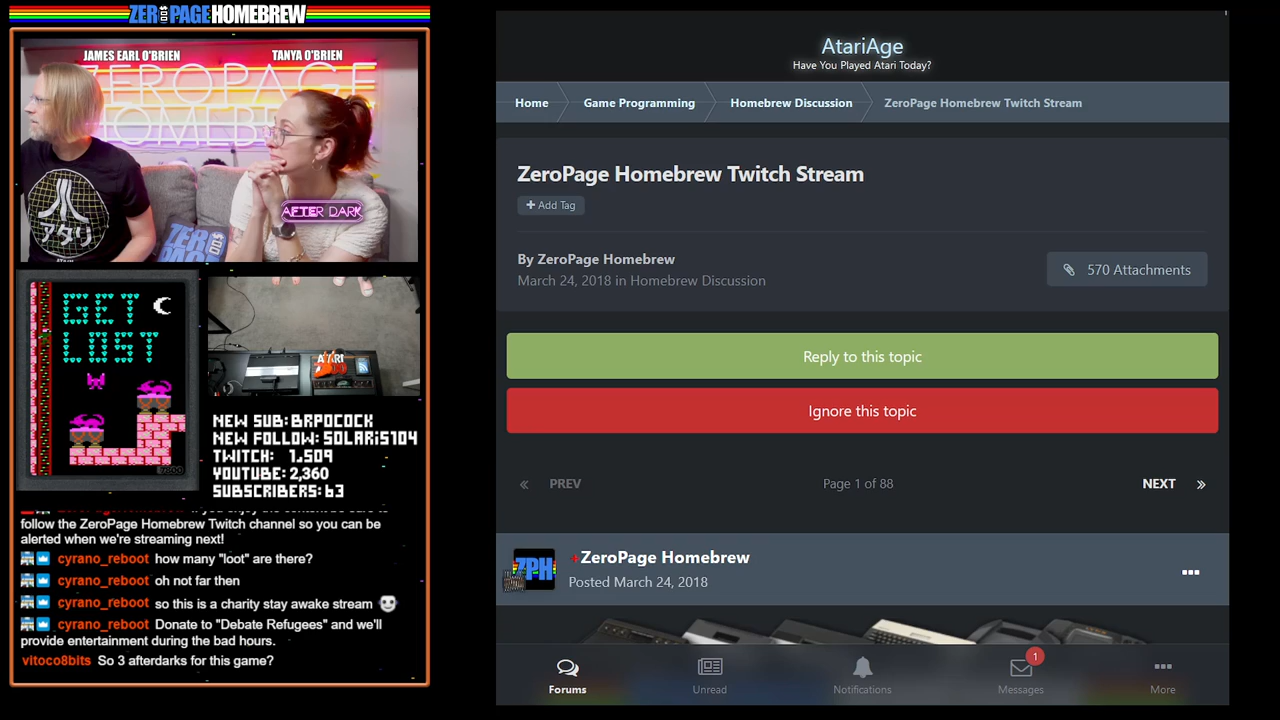 ZEROPAGE HOMEBREW
JAMES EARL O'BRIEN
TANYA O'BRIEN
ZEROPAGE
HOMEBREW
AFTER DARK
アタリ
ATARI
GET
LOST
7800
NEW SUB: BRPOCOCK
NEW FOLLOW: SOLARIS104
TWITCH: 1,509
YOUTUBE: 2,360
SUBSCRIBERS: 63
follow the ZeroPage Homebrew Twitch channel so you can be
alerted when we're streaming next!
cyrano_reboot how many "loot" are there?
cyrano_reboot oh not far then
cyrano_reboot so this is a charity stay awake stream
cyrano_reboot Donate to "Debate Refugees" and we'll
provide entertainment during the bad hours.
vitoco8bits So 3 afterdarks for this game?
AtariAge
Have You Played Atari Today?
Home
Game Programming
Homebrew Discussion
ZeroPage Homebrew Twitch Stream
ZeroPage Homebrew Twitch Stream
+ Add Tag
By ZeroPage Homebrew
March 24, 2018 in Homebrew Discussion
570 Attachments
Reply to this topic
Ignore this topic
« PREV
Page 1 of 88
NEXT »
ZPH
+ZeroPage Homebrew
Posted March 24, 2018
Forums
Unread
Notifications
1
Messages
More